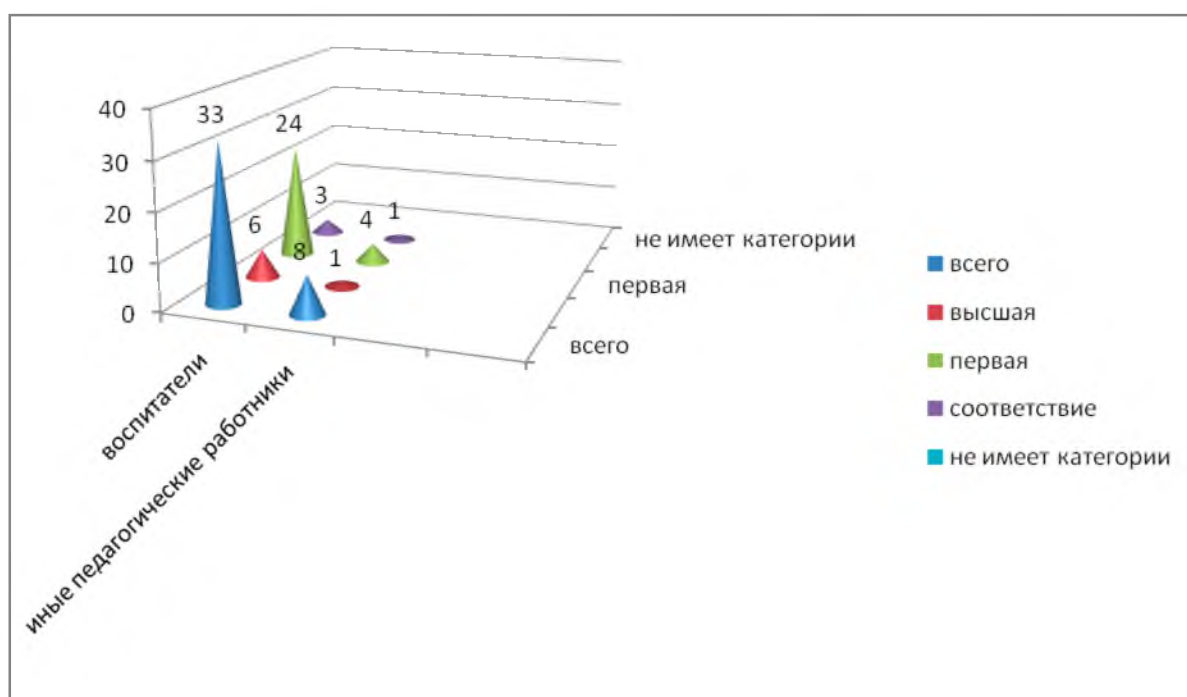 40
30
20
10
0
33
24
6
3
8
4
1
1
воспитатели
иные педагогические работники
не имеет категории
первая
всего
всего
высшая
первая
соответствие
не имеет категории